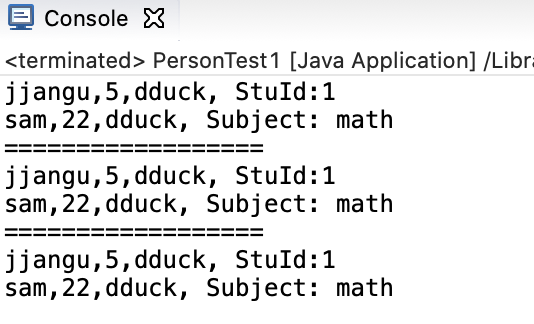 Console
<terminated> PersonTest1 [Java Application] /Libra
jjangu,5,dduck, StuId:1
sam,22,dduck, Subject: math
==================
jjangu,5,dduck, StuId:1
sam,22,dduck, Subject: math
==================
jjangu,5,dduck, StuId:1
sam,22,dduck, Subject: math